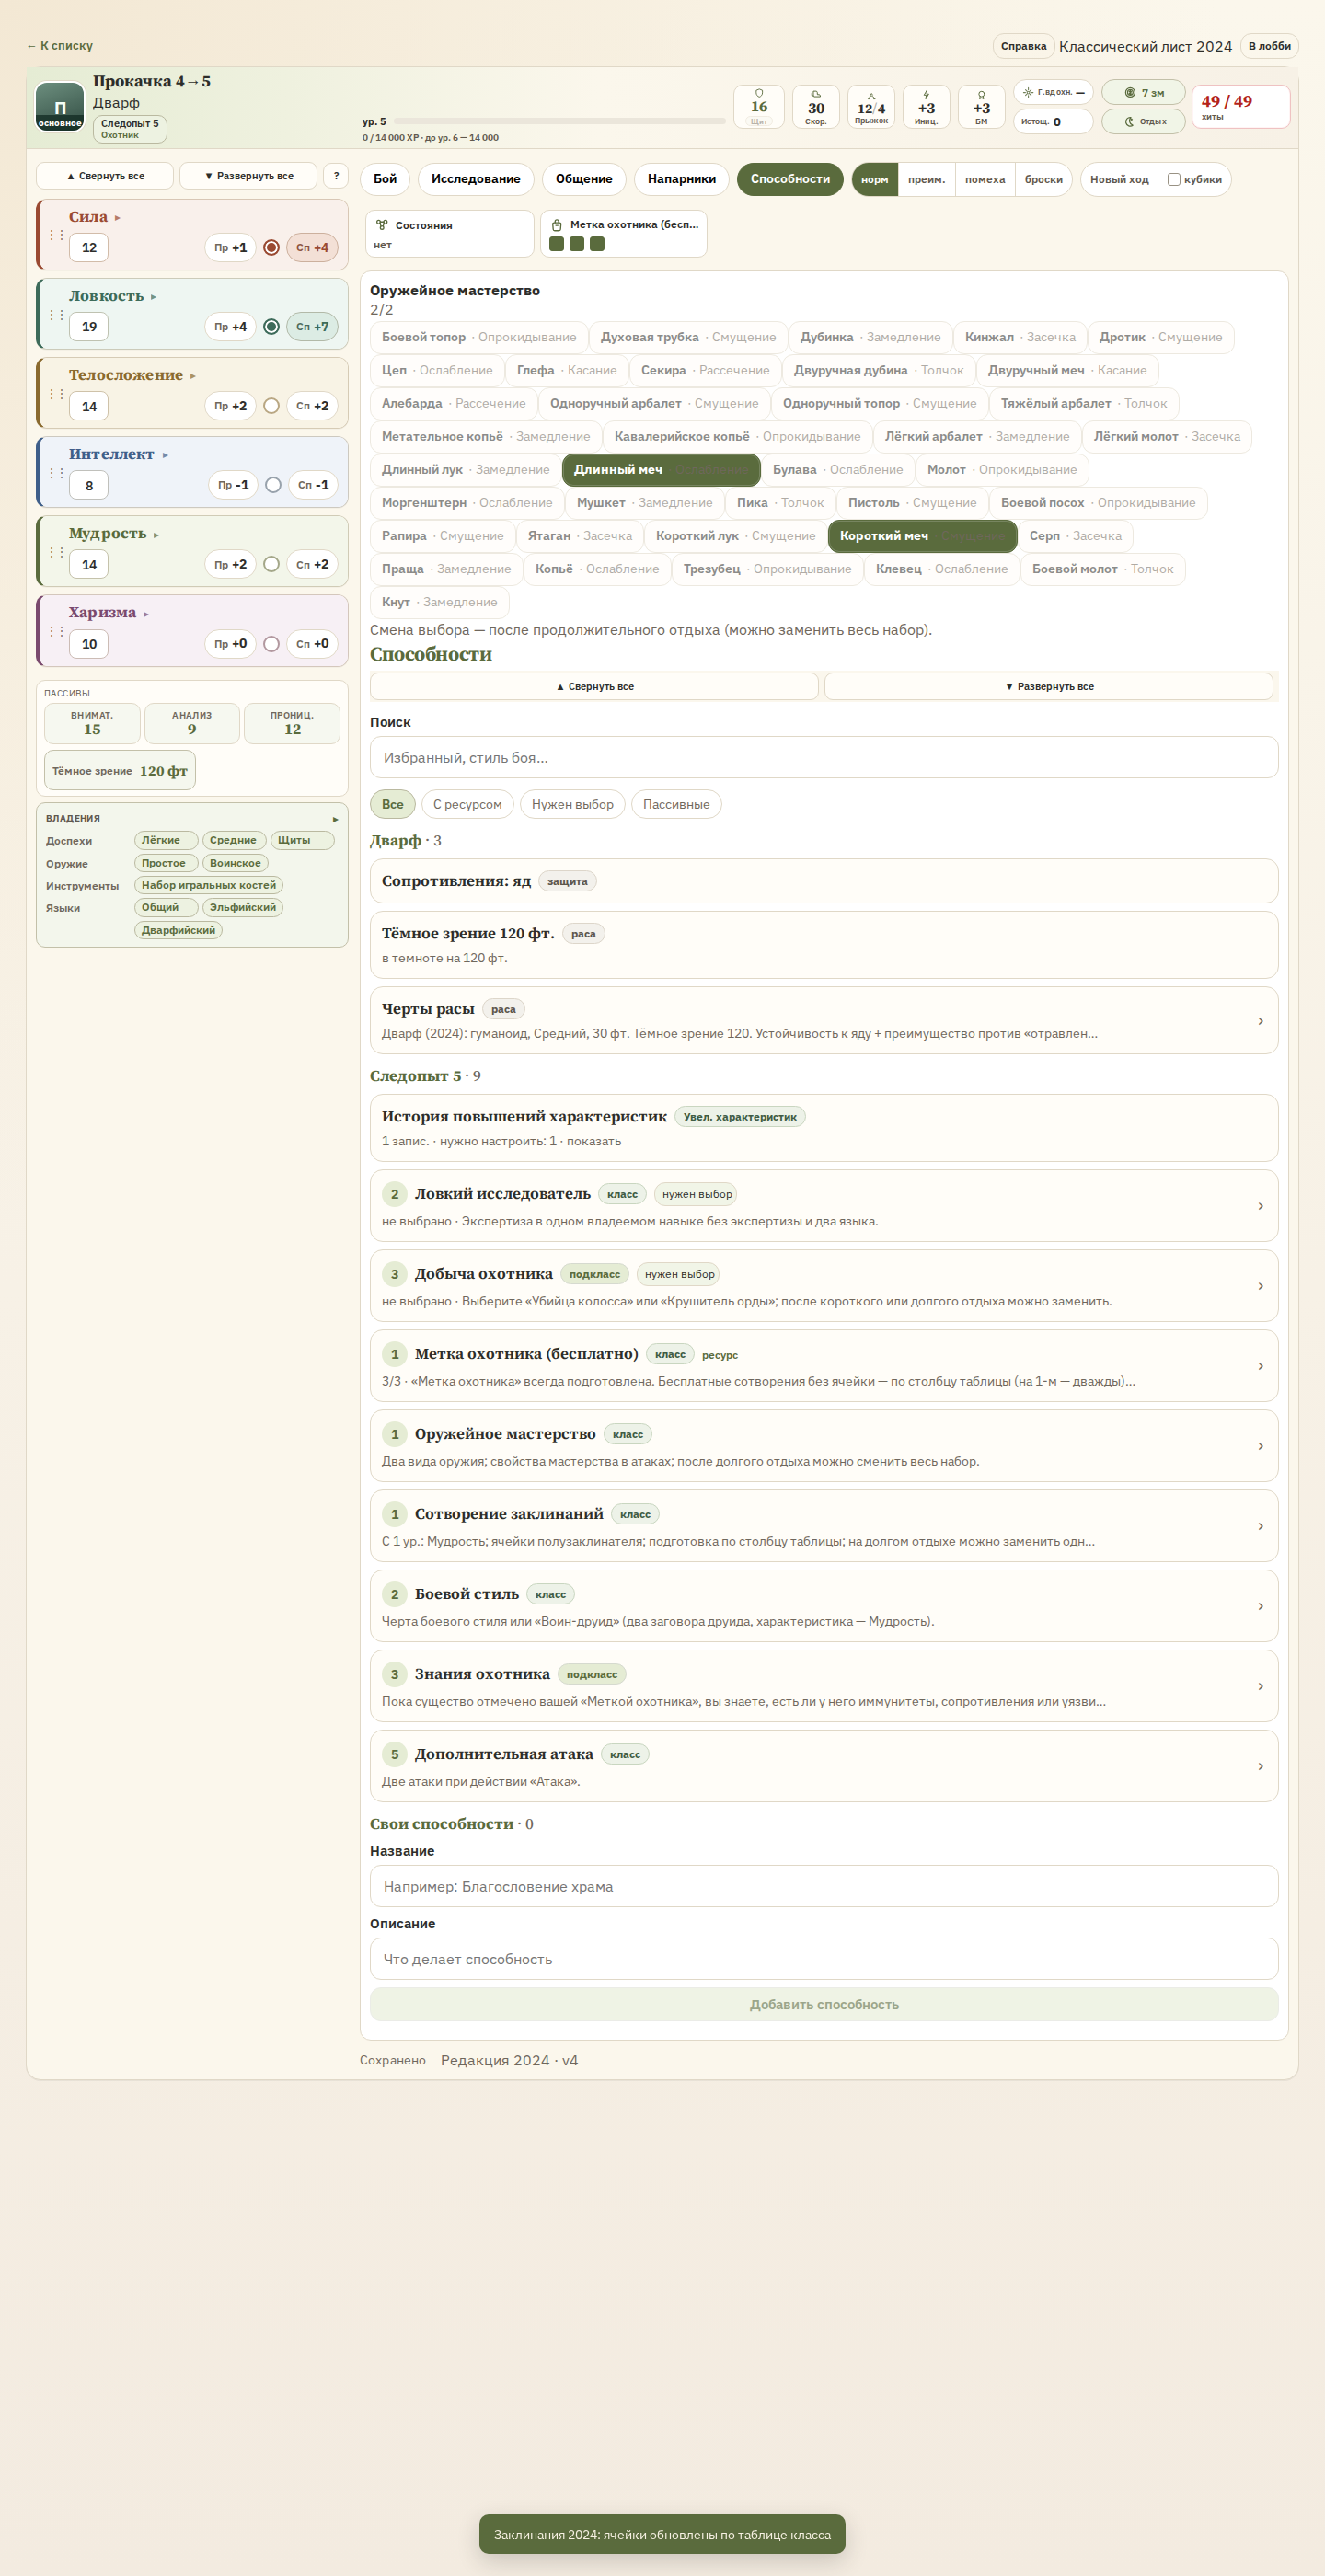 ← К списку
Справка Классический лист 2024 В лобби
П
основное
Прокачка 4→5
Дварф
Следопыт 5
Охотник
ур. 5
0 / 14 000 XP · до ур. 6 — 14 000
16
Щит
30
Скор.
12/4
Прыжок
+3
Иниц.
+3
БМ
Г.вдохн. —
Истощ. 0
7 зм
Отдых
49 / 49
хиты
▲ Свернуть все ▼ Развернуть все ?
Сила ▸
12 Пр +1 Сп +4
Ловкость ▸
19 Пр +4 Сп +7
Телосложение ▸
14 Пр +2 Сп +2
Интеллект ▸
8 Пр -1 Сп -1
Мудрость ▸
14 Пр +2 Сп +2
Харизма ▸
10 Пр +0 Сп +0
ПАССИВЫ
ВНИМАТ. АНАЛИЗ ПРОНИЦ.
15 9 12
Тёмное зрение 120 фт
ВЛАДЕНИЯ ▸
Доспехи Лёгкие Средние Щиты
Оружие Простое Воинское
Инструменты Набор игральных костей
Языки Общий Эльфийский
Дварфийский
Бой Исследование Общение Напарники Способности норм преим. помеха броски Новый ход кубики
Состояния
нет
Метка охотника (бесп...
Оружейное мастерство
2/2
Боевой топор · Опрокидывание Духовая трубка · Смущение Дубинка · Замедление Кинжал · Засечка Дротик · Смущение
Цеп · Ослабление Глефа · Касание Секира · Рассечение Двуручная дубина · Толчок Двуручный меч · Касание
Алебарда · Рассечение Одноручный арбалет · Смущение Одноручный топор · Смущение Тяжёлый арбалет · Толчок
Метательное копьё · Замедление Кавалерийское копьё · Опрокидывание Лёгкий арбалет · Замедление Лёгкий молот · Засечка
Длинный лук · Замедление Длинный меч Булава · Ослабление Молот · Опрокидывание
Моргенштерн · Ослабление Мушкет · Замедление Пика · Толчок Пистоль · Смущение Боевой посох · Опрокидывание
Рапира · Смущение Ятаган · Засечка Короткий лук · Смущение Короткий меч Серп · Засечка
Праща · Замедление Копьё · Ослабление Трезубец · Опрокидывание Клевец · Ослабление Боевой молот · Толчок
Кнут · Замедление
Смена выбора — после продолжительного отдыха (можно заменить весь набор).
Способности
▲ Свернуть все ▼ Развернуть все
Поиск
Избранный, стиль боя...
Все С ресурсом Нужен выбор Пассивные
Дварф · 3
Сопротивления: яд защита
Тёмное зрение 120 фт. раса
в темноте на 120 фт.
Черты расы раса
Дварф (2024): гуманоид, Средний, 30 фт. Тёмное зрение 120. Устойчивость к яду + преимущество против «отравлен... ›
Следопыт 5 · 9
История повышений характеристик Увел. характеристик
1 запис. · нужно настроить: 1 · показать
2 Ловкий исследователь класс нужен выбор
не выбрано · Экспертиза в одном владеемом навыке без экспертизы и два языка. ›
3 Добыча охотника подкласс нужен выбор
не выбрано · Выберите «Убийца колосса» или «Крушитель орды»; после короткого или долгого отдыха можно заменить. ›
1 Метка охотника (бесплатно) класс ресурс
3/3 · «Метка охотника» всегда подготовлена. Бесплатные сотворения без ячейки — по столбцу таблицы (на 1-м — дважды)... ›
1 Оружейное мастерство класс
Два вида оружия; свойства мастерства в атаках; после долгого отдыха можно сменить весь набор. ›
1 Сотворение заклинаний класс
С 1 ур.: Мудрость; ячейки полузаклинателя; подготовка по столбцу таблицы; на долгом отдыхе можно заменить одн... ›
2 Боевой стиль класс
Черта боевого стиля или «Воин-друид» (два заговора друида, характеристика — Мудрость). ›
3 Знания охотника подкласс
Пока существо отмечено вашей «Меткой охотника», вы знаете, есть ли у него иммунитеты, сопротивления или уязви... ›
5 Дополнительная атака класс
Две атаки при действии «Атака». ›
Свои способности · 0
Название
Например: Благословение храма
Описание
Что делает способность
Добавить способность
Сохранено Редакция 2024 · v4
Заклинания 2024: ячейки обновлены по таблице класса